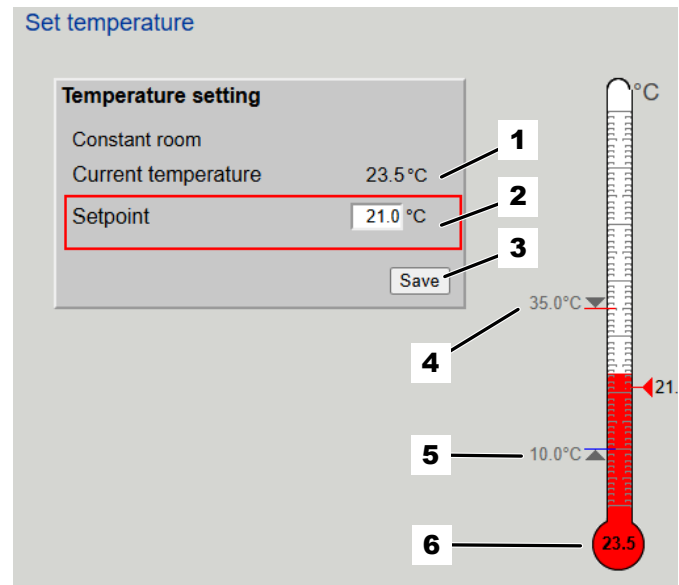 Set temperature
°C
Temperature setting
Constant room
1
Current temperature 23.5 °C
2
Setpoint 21.0 °C
3
Save
35.0°C
4
21.
5
10.0°C
6
23.5